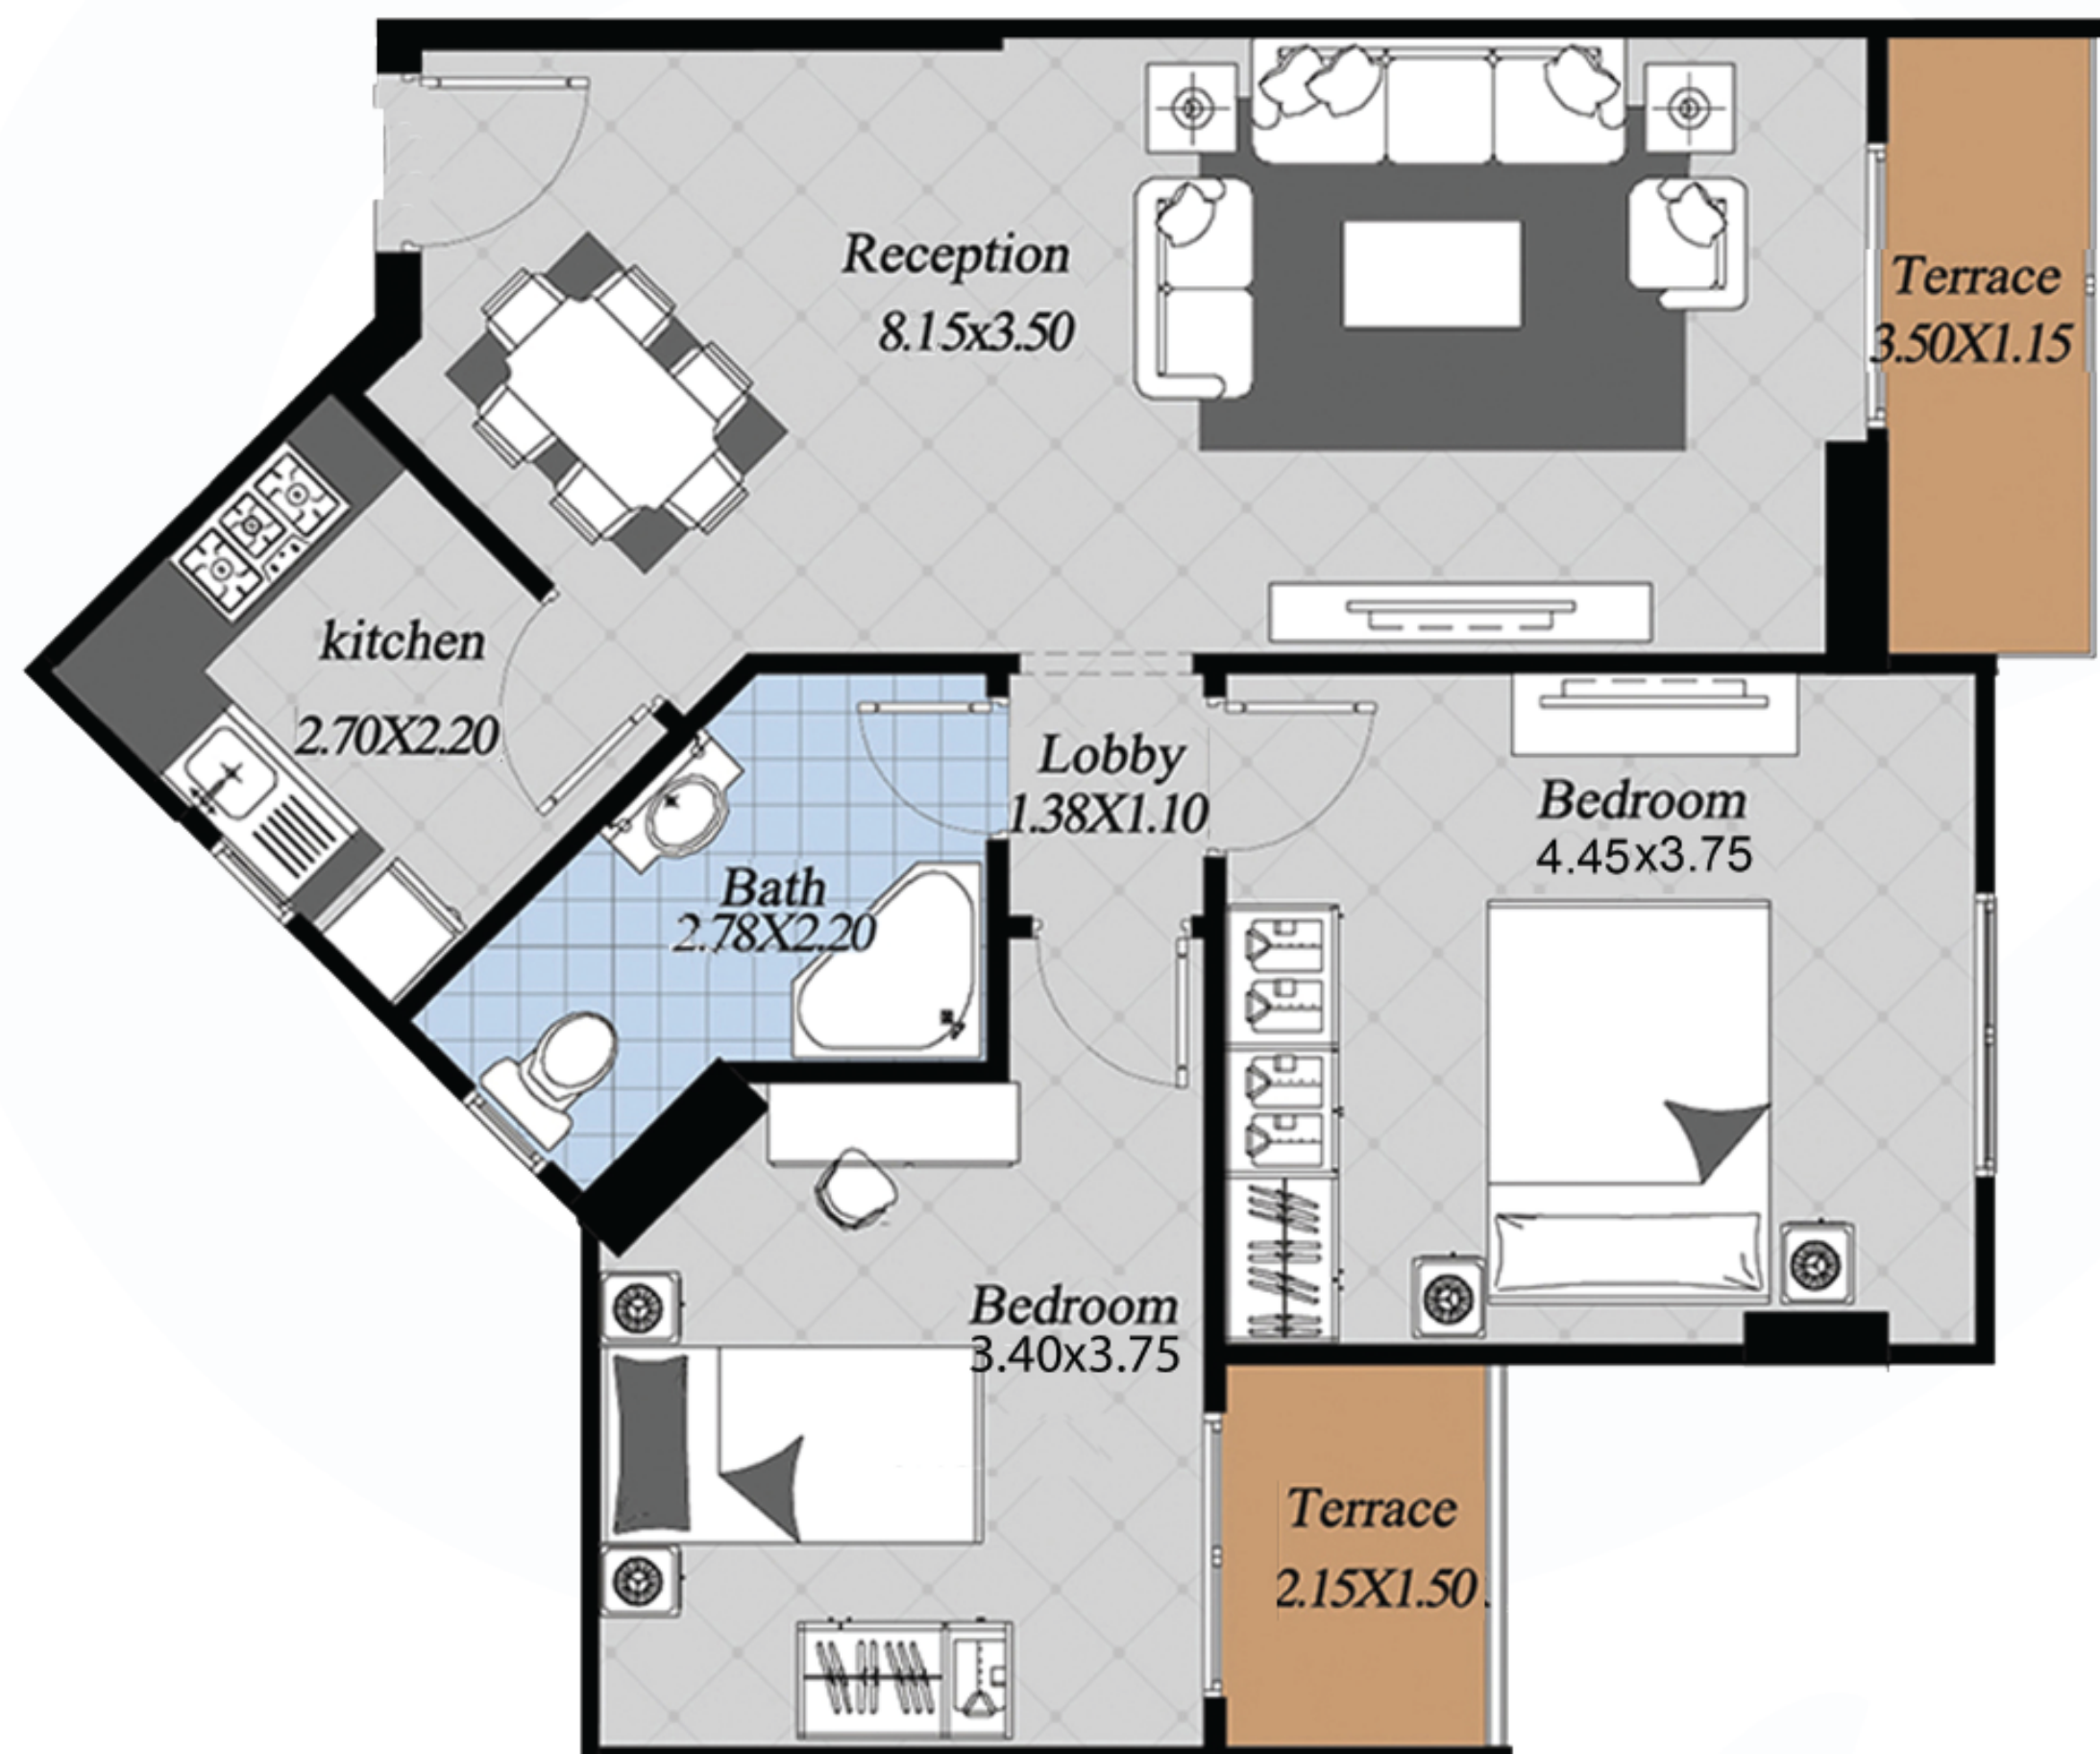 Reception
8.15x3.50
Terrace
3.50X1.15
kitchen
2.70X2.20
Lobby
1.38X1.10
Bedroom
4.45x3.75
Bath
2.78X2.20
Bedroom
3.40x3.75
Terrace
2.15X1.50